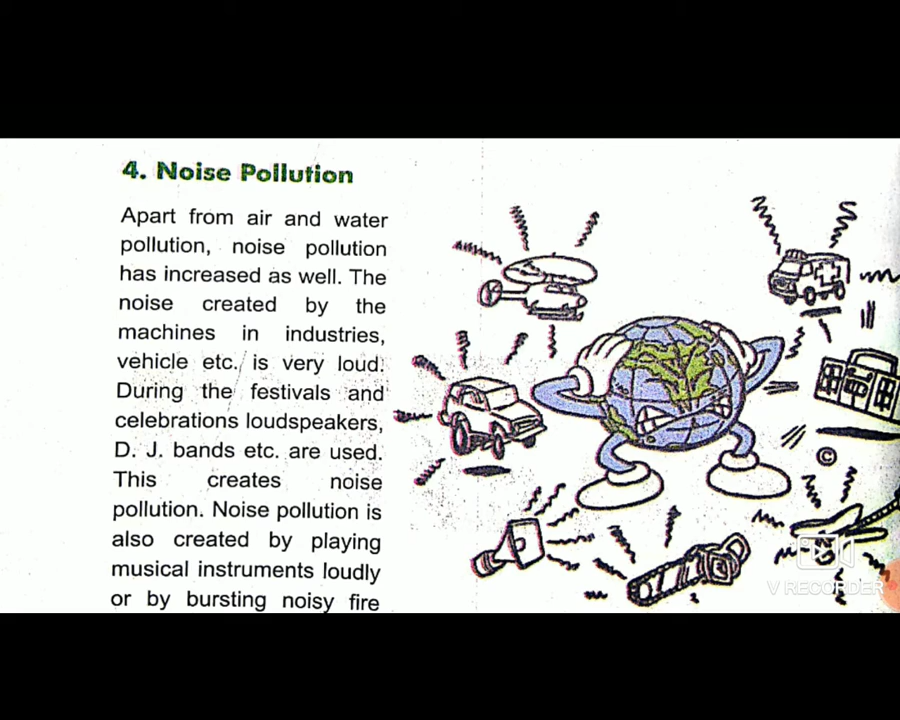 4. Noise Pollution
Apart from air and water
pollution, noise pollution
has increased as well. The
noise created by the
machines in industries,
vehicle etc. is very loud.
During the festivals and
celebrations loudspeakers,
D. J. bands etc. are used.
This creates noise
pollution. Noise pollution is
also created by playing
musical instruments loudly
or by bursting noisy fire
©
V RECORDER